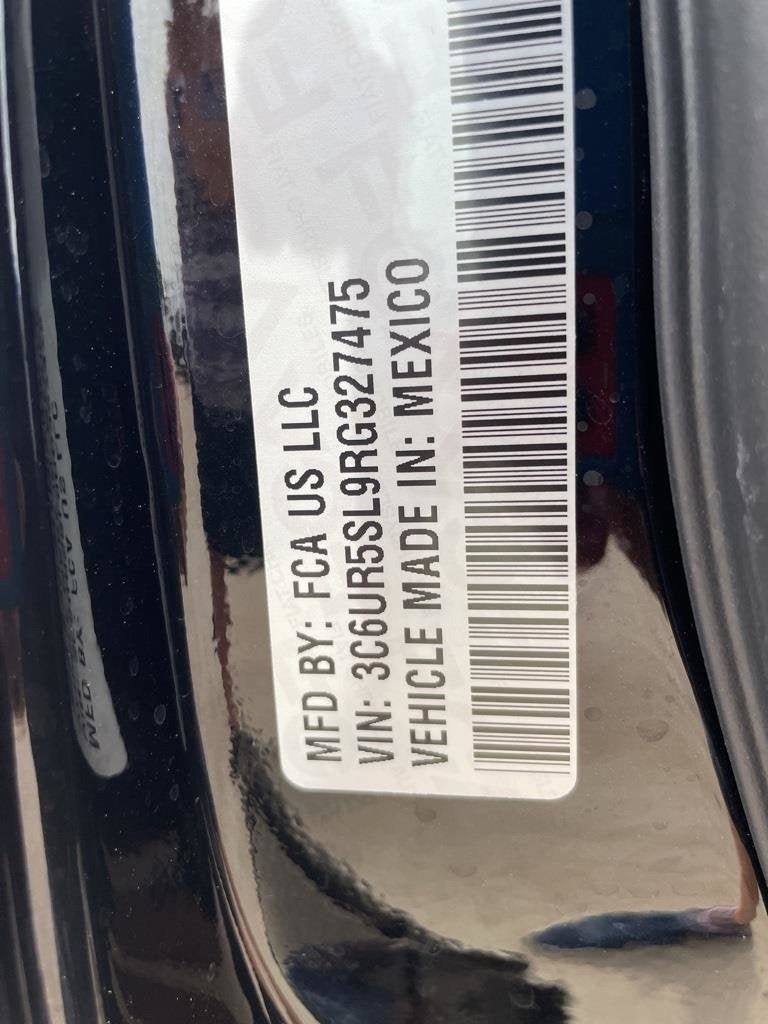 MFD BY: FCA US LLC
VIN: 3C6UR5SL9RG327475
VEHICLE MADE IN: MEXICO